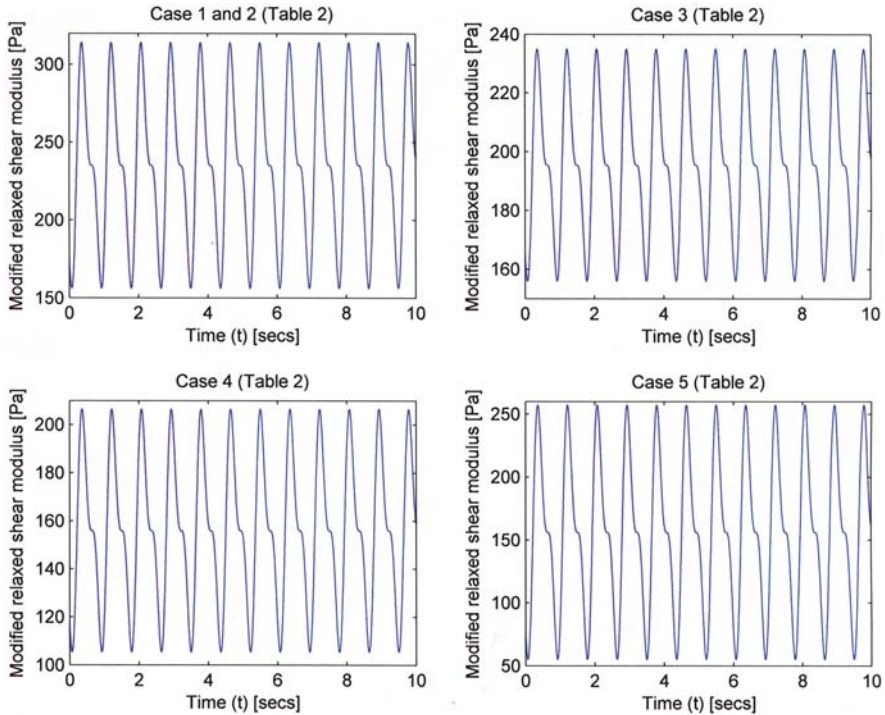 Case 1 and 2 (Table 2)
Modified relaxed shear modulus [Pa]
300
250
200
150
0 2 4 6 8 10
Time (t) [secs]
Case 3 (Table 2)
Modified relaxed shear modulus [Pa]
240
220
200
180
160
0 2 4 6 8 10
Time (t) [secs]
Case 4 (Table 2)
Modified relaxed shear modulus [Pa]
200
180
160
140
120
100
0 2 4 6 8 10
Time (t) [secs]
Case 5 (Table 2)
Modified relaxed shear modulus [Pa]
250
200
150
100
50
0 2 4 6 8 10
Time (t) [secs]